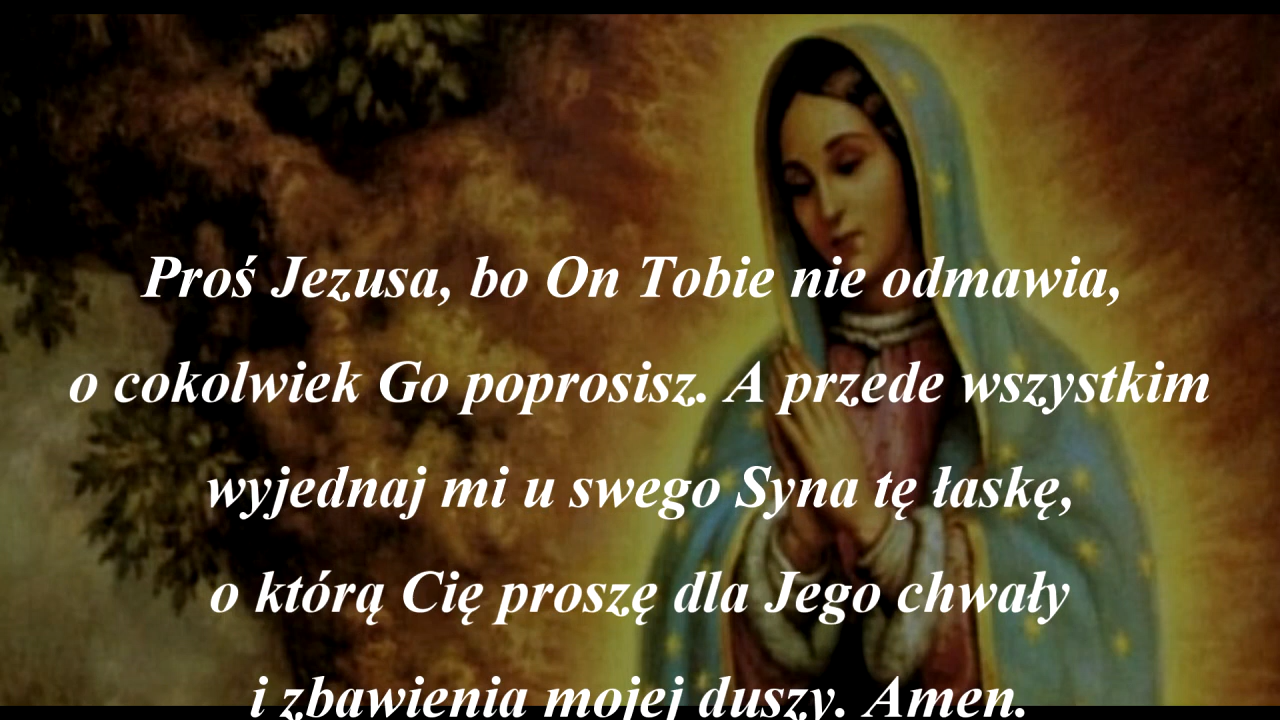 Proś Jezusa, bo On Tobie nie odmawia,
o cokolwiek Go poprosisz. A przede wszystkim
wyjednaj mi u swego Syna tę łaskę,
o którą Cię proszę dla Jego chwały
i zbawienia mojej duszy. Amen.